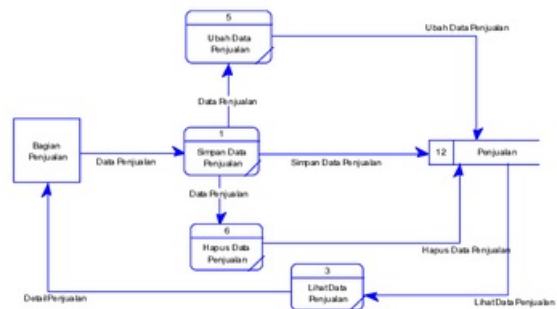 5
Ubah Data
Penjualan
Ubah Data Penjualan
Data Penjualan
Bagian
Penjualan
Data Penjualan
1
Simpan Data
Penjualan
Simpan Data Penjualan
12
Penjualan
Data Penjualan
6
Hapus Data
Penjualan
Hapus Data Penjualan
3
Lihat Data
Penjualan
Detail Penjualan
Lihat Data Penjualan